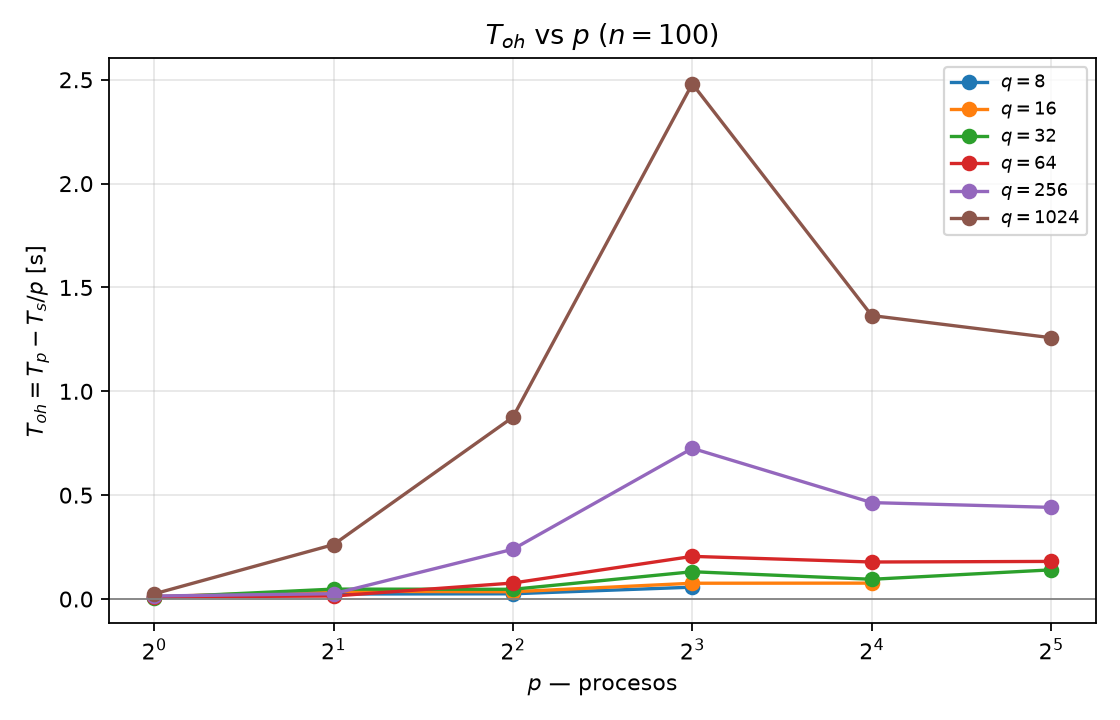 T_oh vs p (n = 100)
q = 8
q = 16
q = 32
q = 64
q = 256
q = 1024
2.5
2.0
1.5
1.0
0.5
0.0
T_oh = T_p − T_s/p [s]
2^0 2^1 2^2 2^3 2^4 2^5
p — procesos